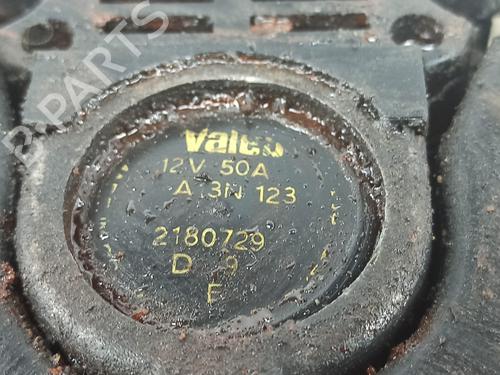 B-PARTS
Valeo
12V 50A
A 3N 123
2180729
D 9
F